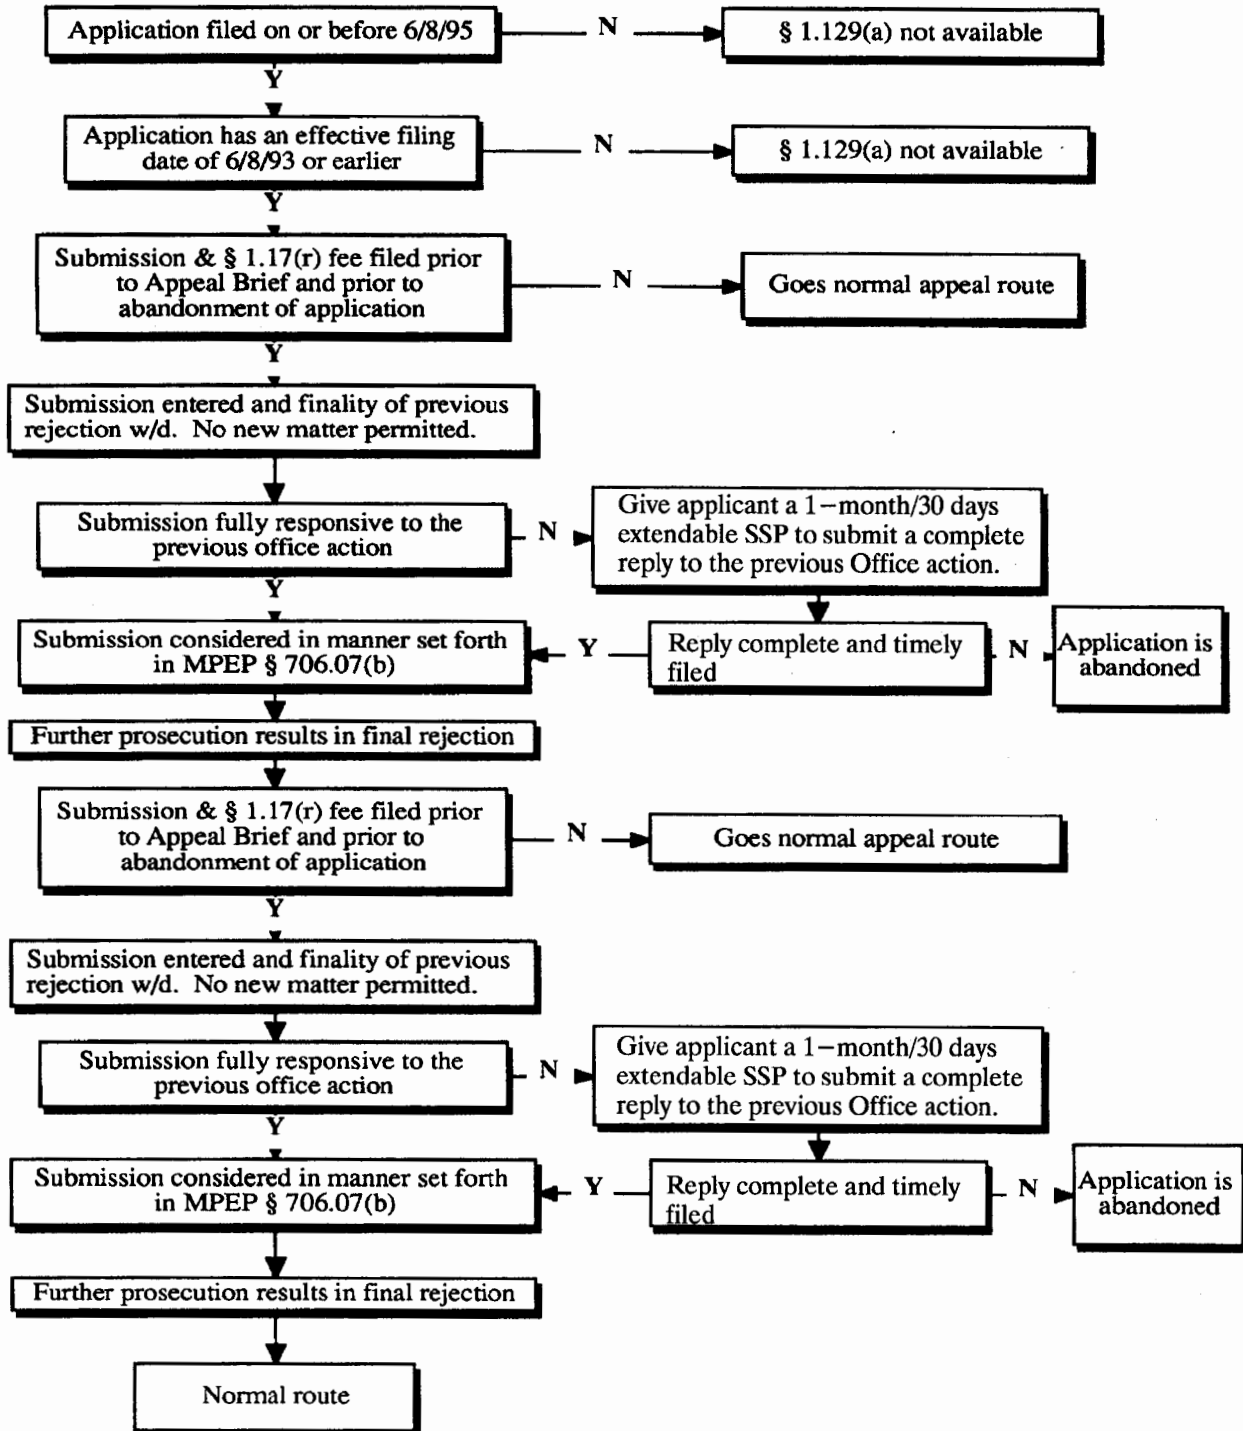 Application filed on or before 6/8/95
N
§ 1.129(a) not available
Y
Application has an effective filing
date of 6/8/93 or earlier
N
§ 1.129(a) not available
Y
Submission & § 1.17(r) fee filed prior
to Appeal Brief and prior to
abandonment of application
N
Goes normal appeal route
Y
Submission entered and finality of previous
rejection w/d. No new matter permitted.
Submission fully responsive to the
previous office action
N
Give applicant a 1–month/30 days
extendable SSP to submit a complete
reply to the previous Office action.
Y
Submission considered in manner set forth
in MPEP § 706.07(b)
Y
Reply complete and timely
filed
N
Application is
abandoned
Further prosecution results in final rejection
Submission & § 1.17(r) fee filed prior
to Appeal Brief and prior to
abandonment of application
N
Goes normal appeal route
Y
Submission entered and finality of previous
rejection w/d. No new matter permitted.
Submission fully responsive to the
previous office action
N
Give applicant a 1–month/30 days
extendable SSP to submit a complete
reply to the previous Office action.
Y
Submission considered in manner set forth
in MPEP § 706.07(b)
Y
Reply complete and timely
filed
N
Application is
abandoned
Further prosecution results in final rejection
Normal route